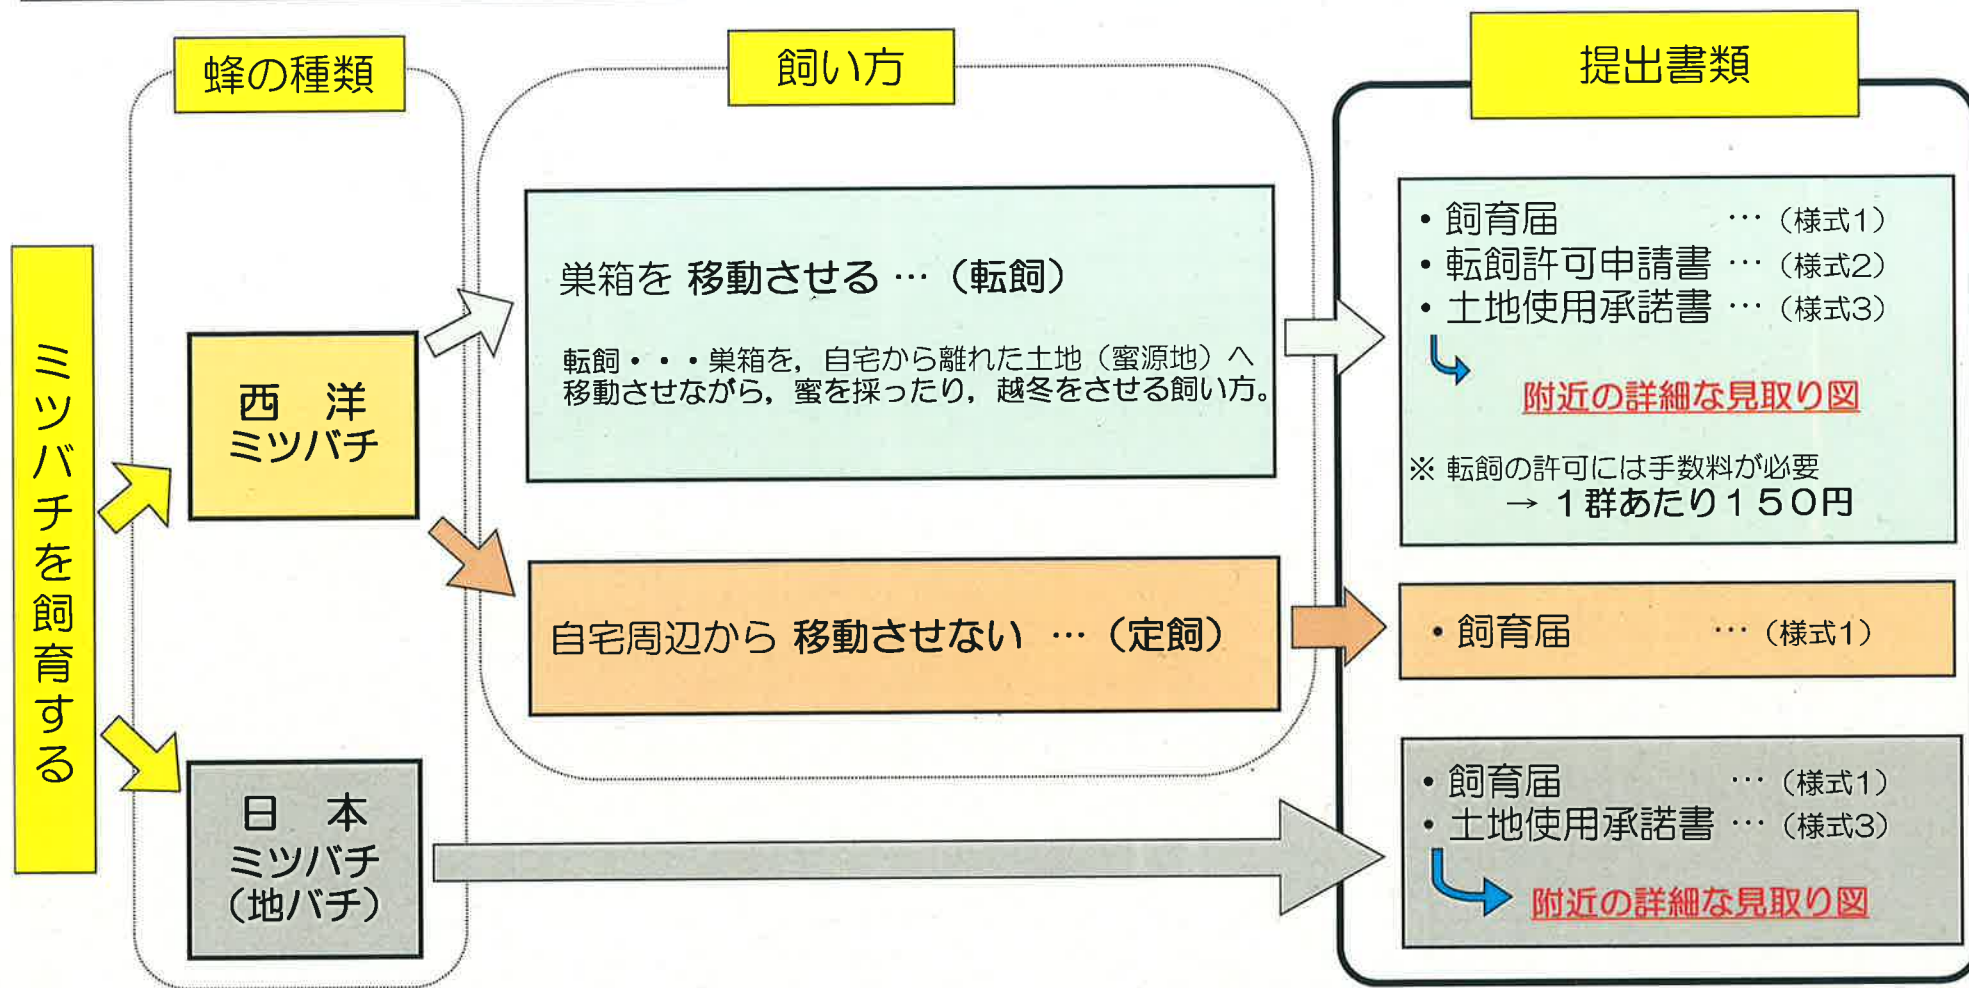 蜂の種類
飼い方
提出書類
ミツバチを飼育する
西　洋
ミツバチ
日　本
ミツバチ
（地バチ）
巣箱を 移動させる …（転飼）
転飼・・・巣箱を，自宅から離れた土地（蜜源地）へ
移動させながら，蜜を採ったり，越冬をさせる飼い方。
自宅周辺から 移動させない …（定飼）
・飼育届 …（様式1）
・転飼許可申請書 …（様式2）
・土地使用承諾書 …（様式3）
附近の詳細な見取り図
※ 転飼の許可には手数料が必要
→ １群あたり１５０円
・飼育届 …（様式1）
・飼育届 …（様式1）
・土地使用承諾書 …（様式3）
附近の詳細な見取り図